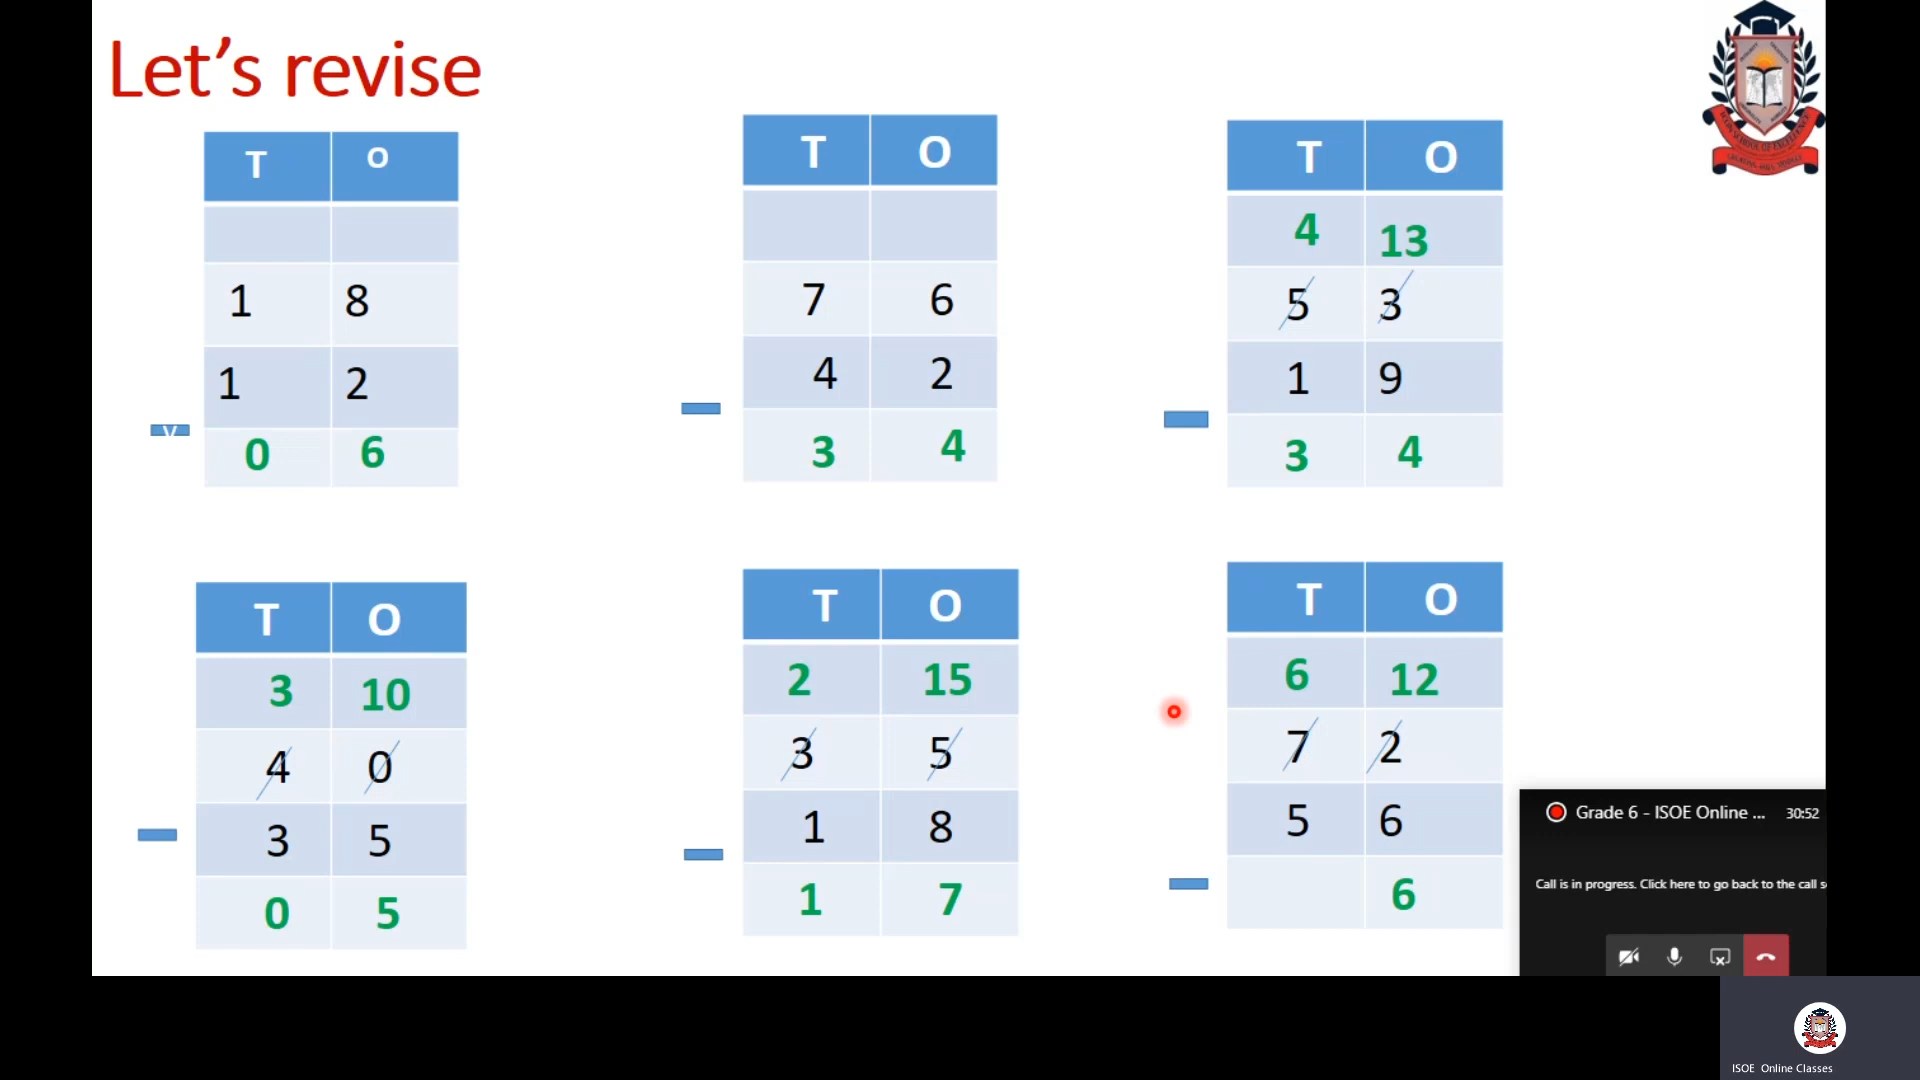 Let's revise
T O
1 8
1 2
v
0 6
T O
7 6
4 2
3 4
T O
4 13
5 3
1 9
3 4
T O
3 10
4 0
3 5
0 5
T O
2 15
3 5
1 8
1 7
T O
6 12
7 2
5 6
6
Grade 6 - ISOE Online ... 30:52
Call is in progress. Click here to go back to the call s
ISOE Online Classes